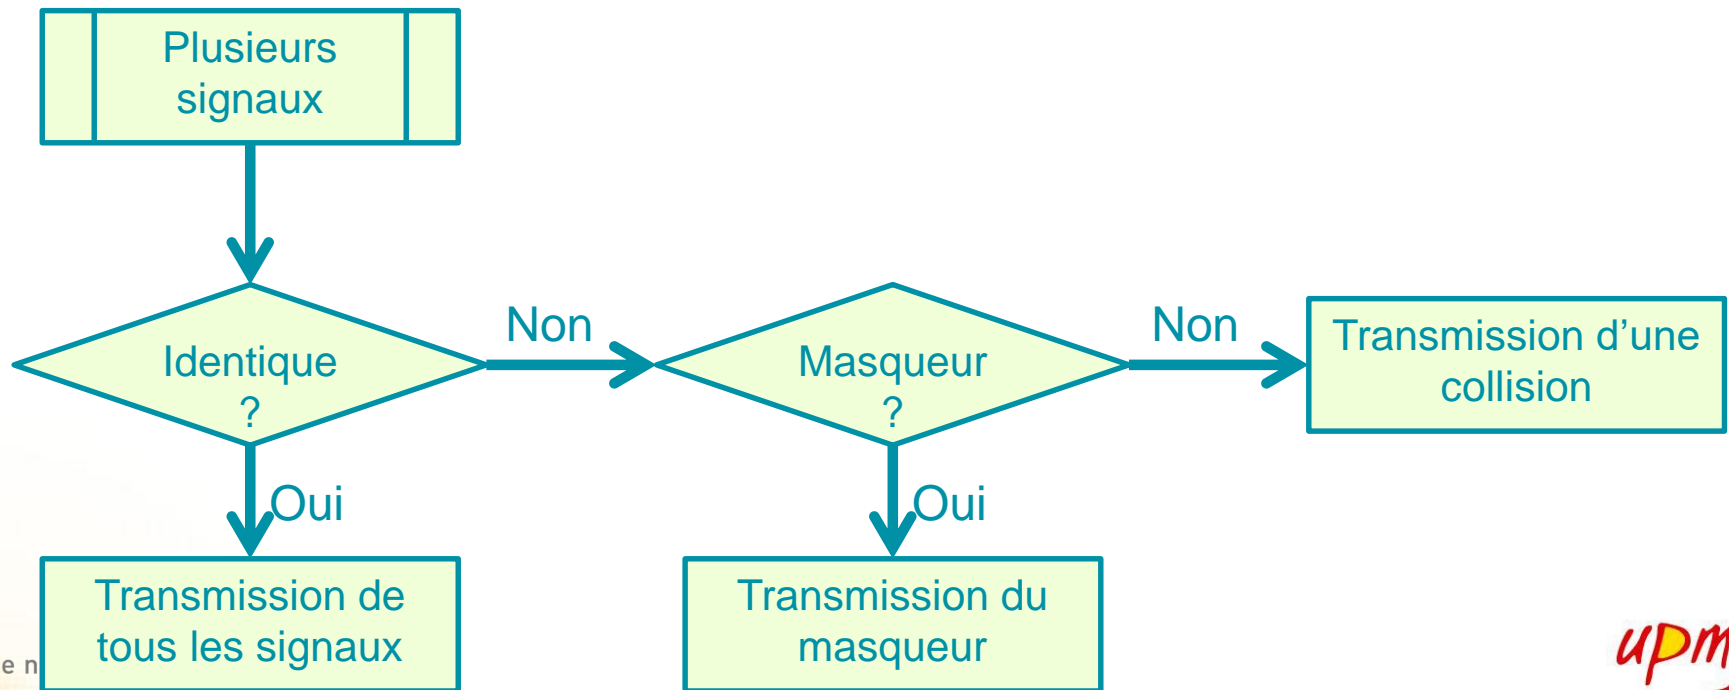 Plusieurs
signaux
Identique
?
Non
Masqueur
?
Non
Transmission d’une
collision
Oui
Oui
Transmission de
tous les signaux
Transmission du
masqueur
e n
upm